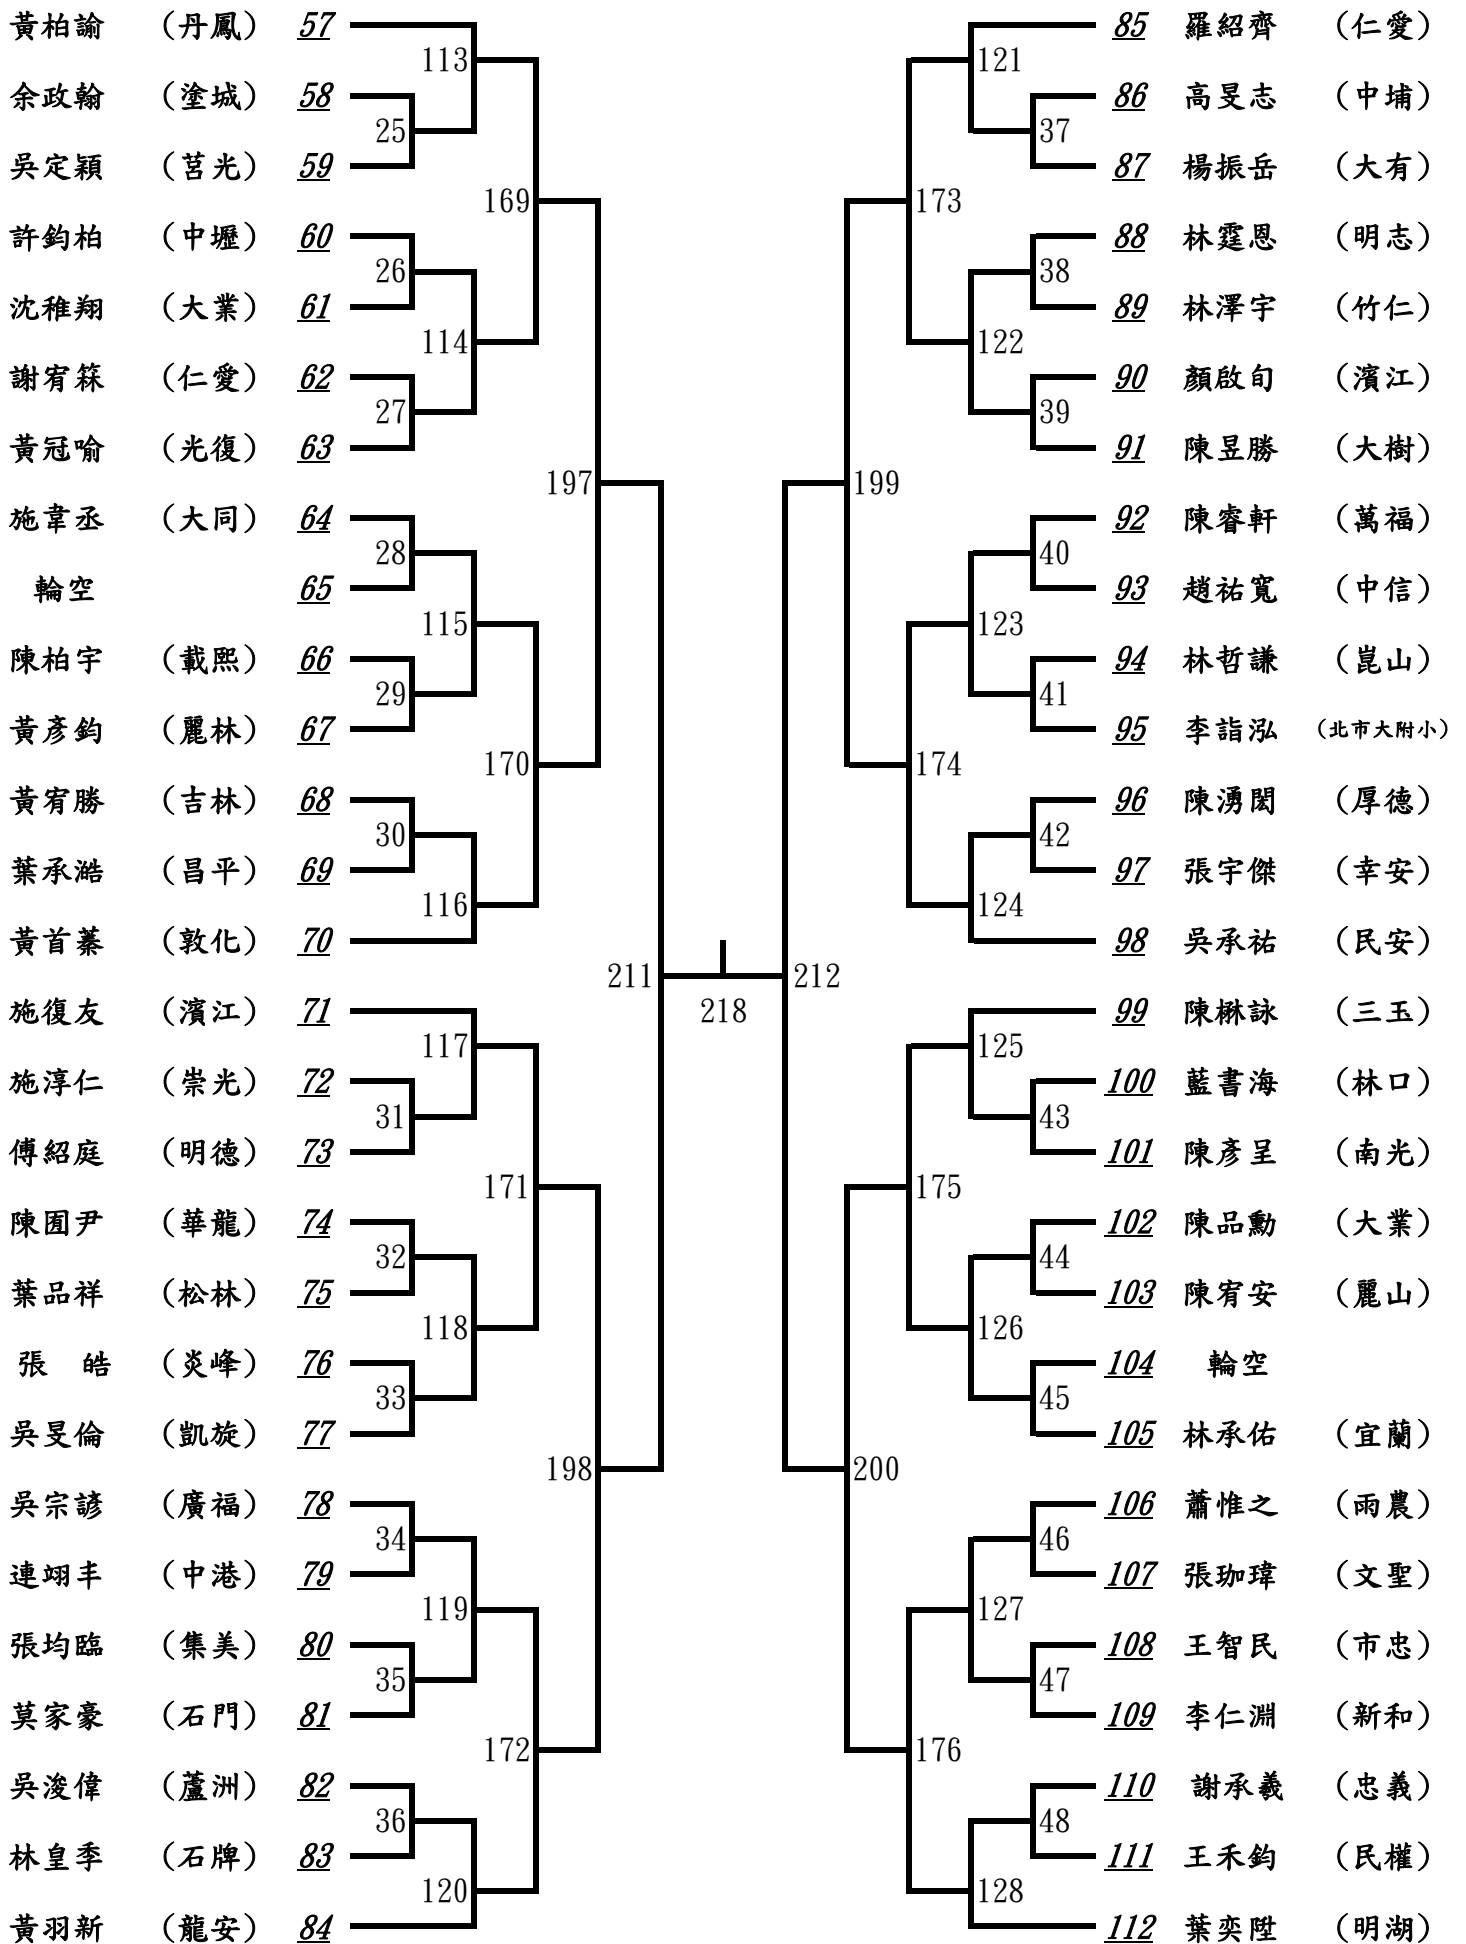 黃柏諭 （丹鳳） 57 85 羅紹齊 （仁愛）
113 121
余政翰 （塗城） 58 86 高旻志 （中埔）
25 37
吳定穎 （莒光） 59 87 楊振岳 （大有）
169 173
許鈞柏 （中壢） 60 88 林霆恩 （明志）
26 38
沈稚翔 （大業） 61 89 林澤宇 （竹仁）
114 122
謝宥箖 （仁愛） 62 90 顏啟旬 （濱江）
27 39
黃冠喻 （光復） 63 91 陳昱勝 （大樹）
197 199
施韋丞 （大同） 64 92 陳睿軒 （萬福）
28 40
輪空 65 93 趙祐寬 （中信）
115 123
陳柏宇 （載熙） 66 94 林哲謙 （崑山）
29 41
黃彥鈞 （麗林） 67 95 李詣泓 （北市大附小）
170 174
黃宥勝 （吉林） 68 96 陳湧閎 （厚德）
30 42
葉承澔 （昌平） 69 97 張宇傑 （幸安）
116 124
黃首蓁 （敦化） 70 98 吳承祐 （民安）
211 212
218
施復友 （濱江） 71 99 陳楙詠 （三玉）
117 125
施淳仁 （崇光） 72 100 藍書海 （林口）
31 43
傅紹庭 （明德） 73 101 陳彥呈 （南光）
171 175
陳囿尹 （華龍） 74 102 陳品勳 （大業）
32 44
葉品祥 （松林） 75 103 陳宥安 （麗山）
118 126
張 皓 （炎峰） 76 104 輪空
33 45
吳旻倫 （凱旋） 77 105 林承佑 （宜蘭）
198 200
吳宗諺 （廣福） 78 106 蕭惟之 （雨農）
34 46
連翊丰 （中港） 79 107 張珈瑋 （文聖）
119 127
張均臨 （集美） 80 108 王智民 （市忠）
35 47
莫家豪 （石門） 81 109 李仁淵 （新和）
172 176
吳浚偉 （蘆洲） 82 110 謝承羲 （忠義）
36 48
林皇季 （石牌） 83 111 王禾鈞 （民權）
120 128
黃羽新 （龍安） 84 112 葉奕陞 （明湖）